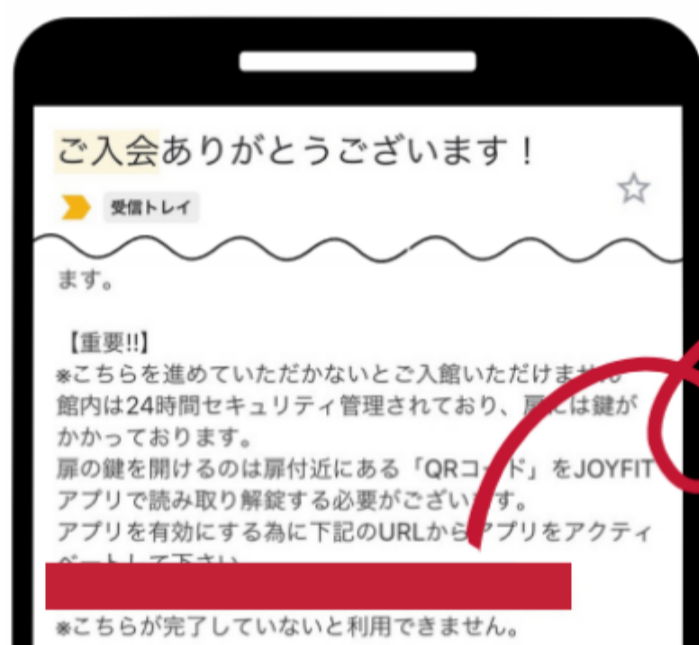 ご入会ありがとうございます！
受信トレイ
ます。
【重要!!】
※こちらを進めていただかないとご入館いただけません
館内は24時間セキュリティ管理されており、扉には鍵が
かかっております。
扉の鍵を開けるのは扉付近にある「QRコード」をJOYFIT
アプリで読み取り解錠する必要がございます。
アプリを有効にする為に下記のURLからアプリをアクティ
ベートして下さい
※こちらが完了していないと利用できません。